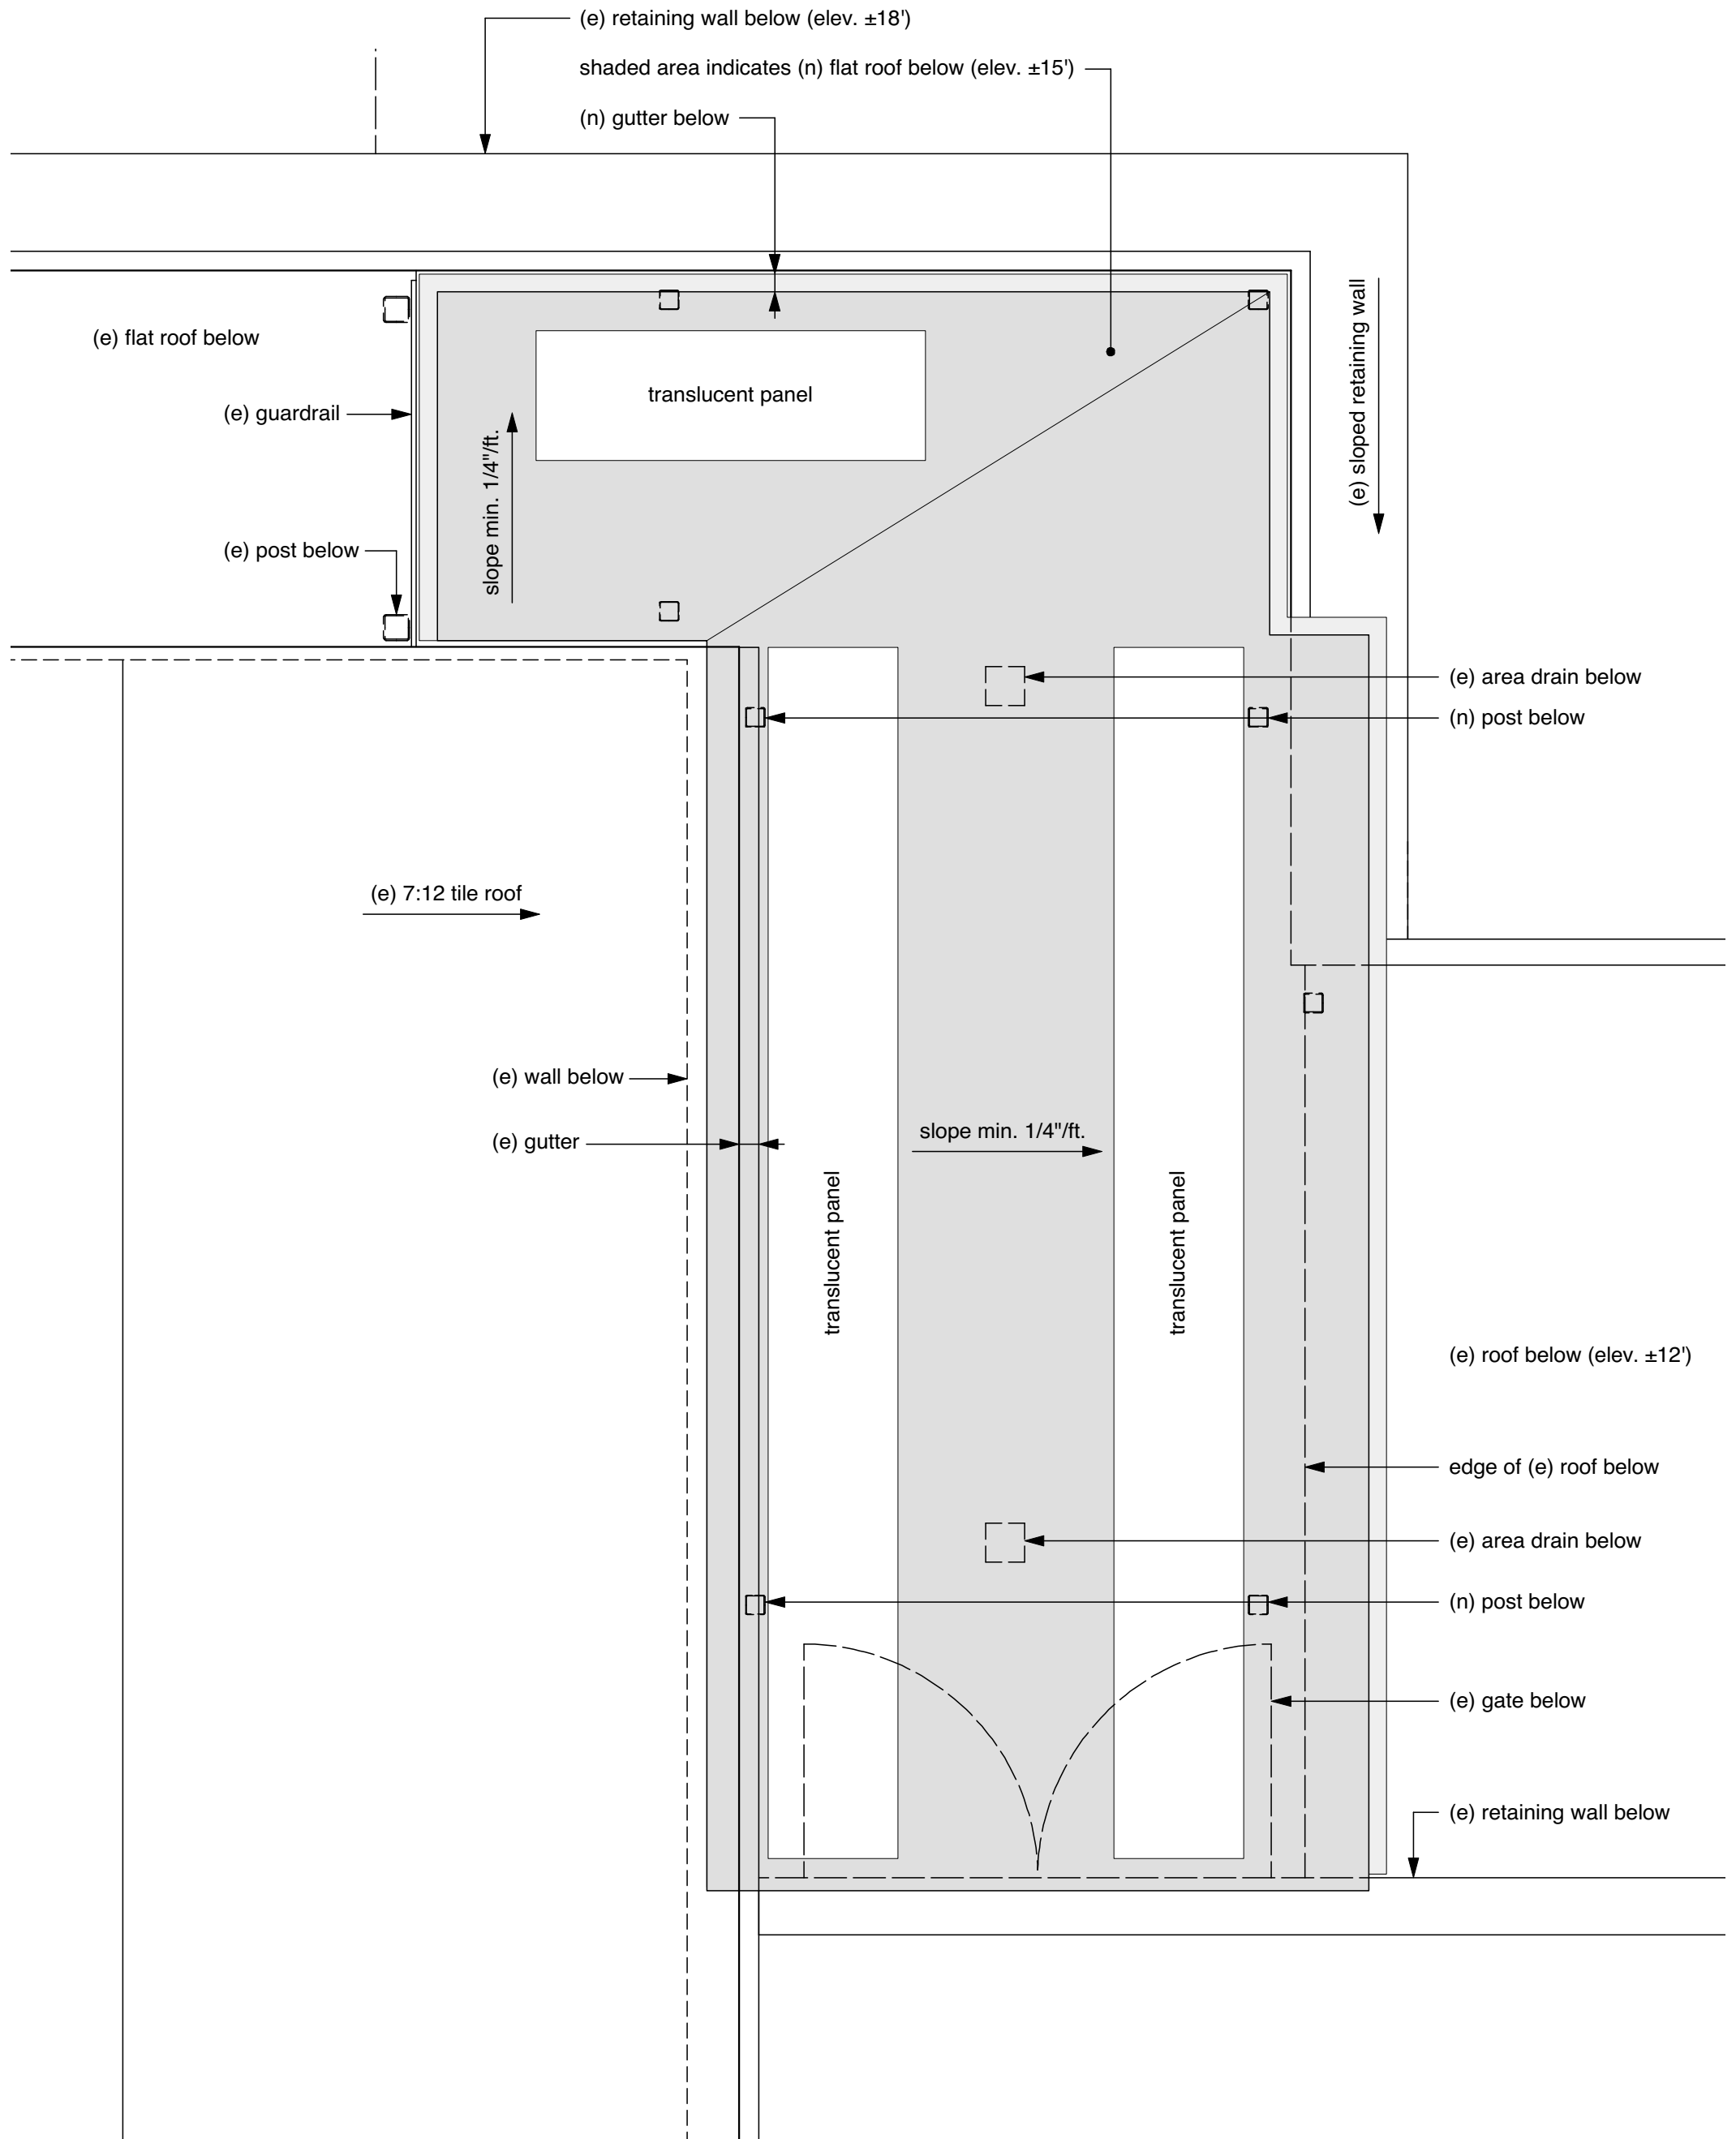 (e) retaining wall below (elev. ±18')
shaded area indicates (n) flat roof below (elev. ±15')
(n) gutter below
(e) flat roof below
(e) guardrail
translucent panel
slope min. 1/4"/ft.
(e) sloped retaining wall
(e) post below
(e) area drain below
(n) post below
(e) 7:12 tile roof
(e) wall below
(e) gutter
slope min. 1/4"/ft.
translucent panel
translucent panel
(e) roof below (elev. ±12')
edge of (e) roof below
(e) area drain below
(n) post below
(e) gate below
(e) retaining wall below